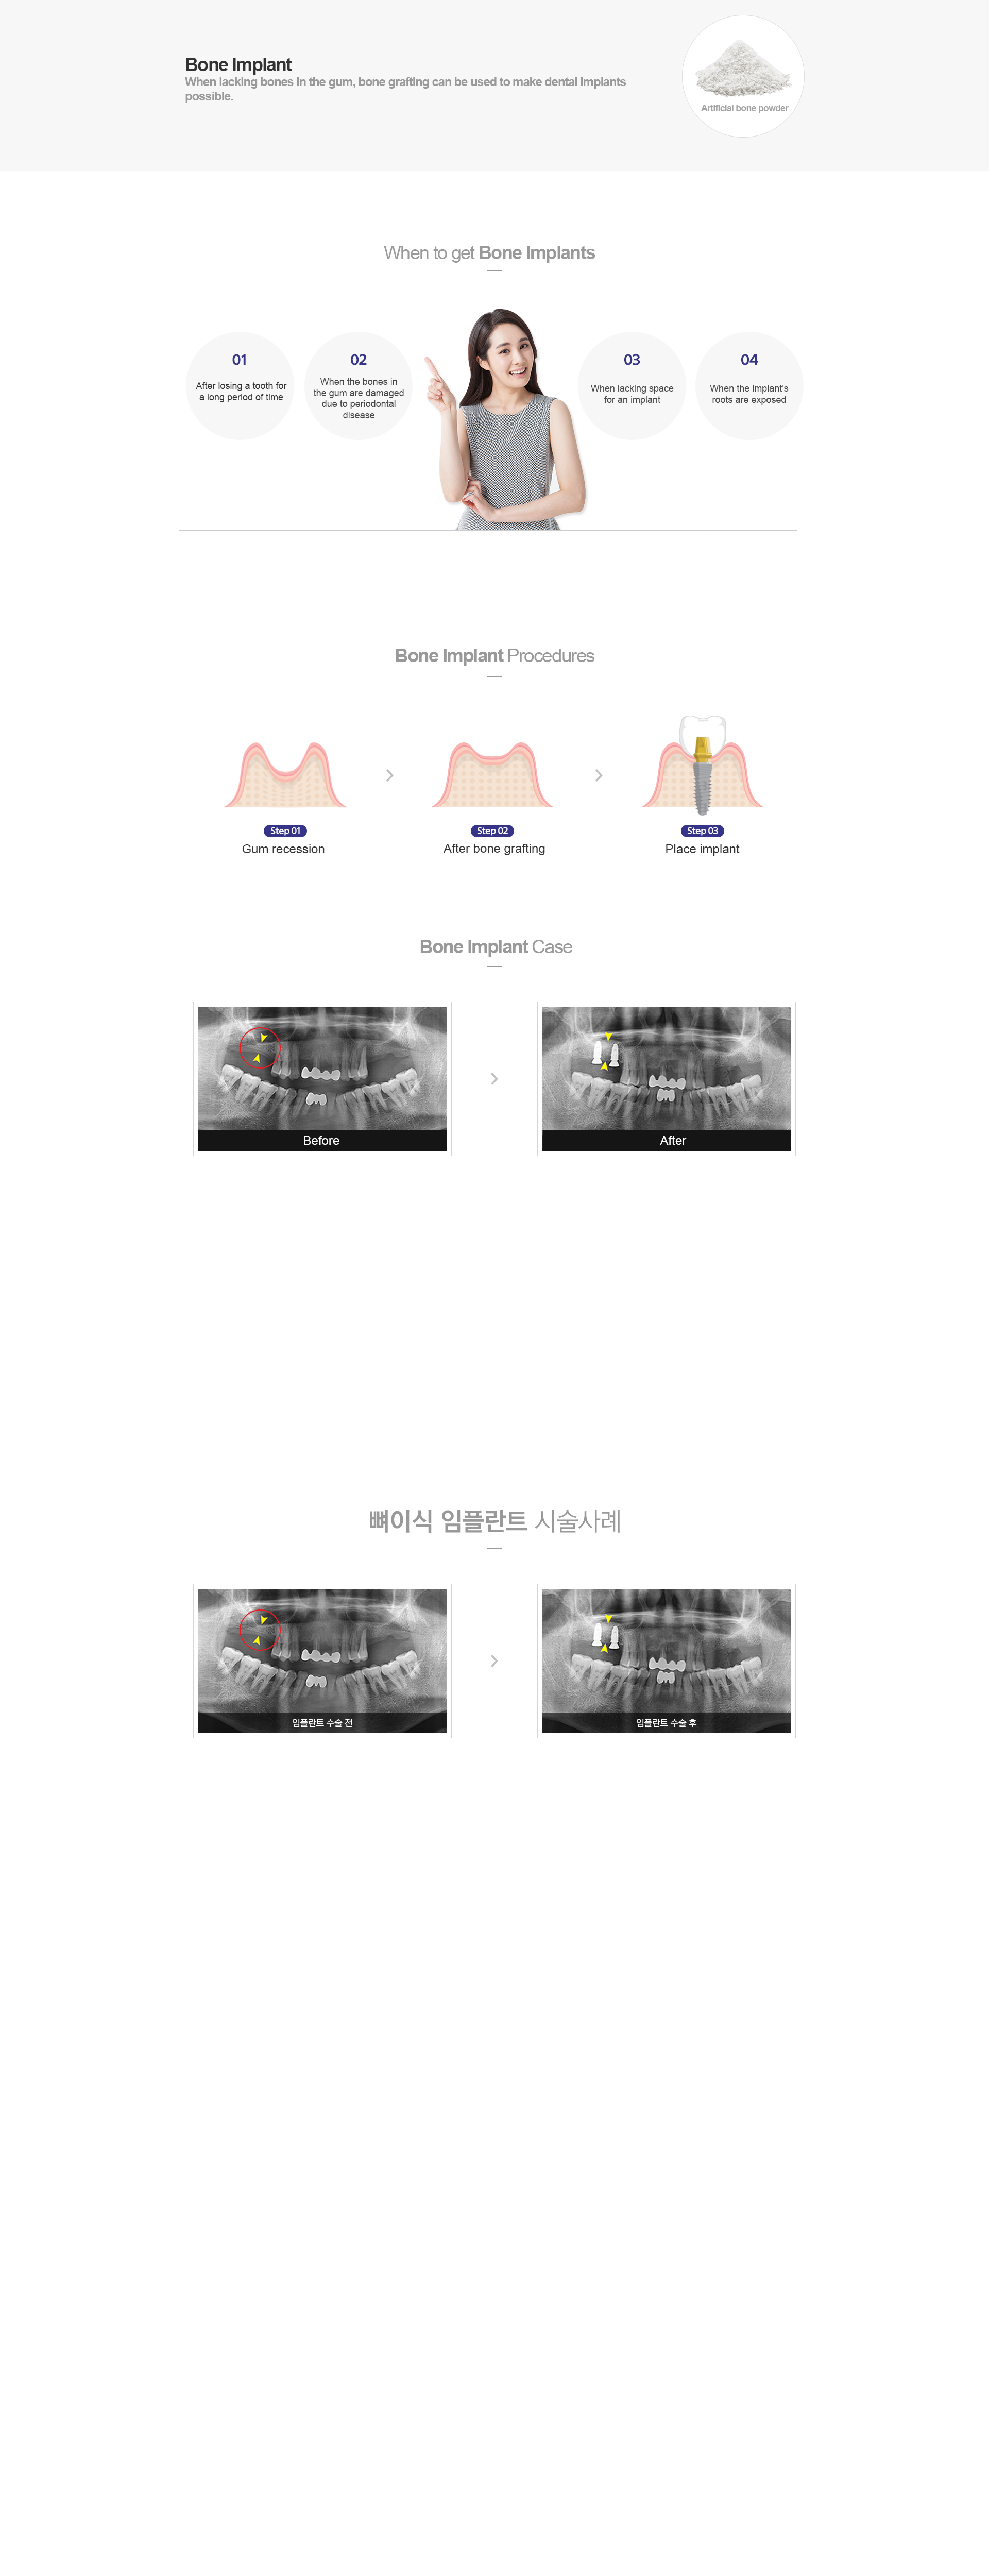 Bone Implant
When lacking bones in the gum, bone grafting can be used to make dental implants
possible.
Artificial bone powder
When to get Bone Implants
01
After losing a tooth for
a long period of time
02
When the bones in
the gum are damaged
due to periodontal
disease
03
When lacking space
for an implant
04
When the implant's
roots are exposed
Bone Implant Procedures
Step 01
Gum recession
Step 02
After bone grafting
Step 03
Place implant
Bone Implant Case
Before
After
뼈이식 임플란트 시술사례
임플란트 수술 전
임플란트 수술 후